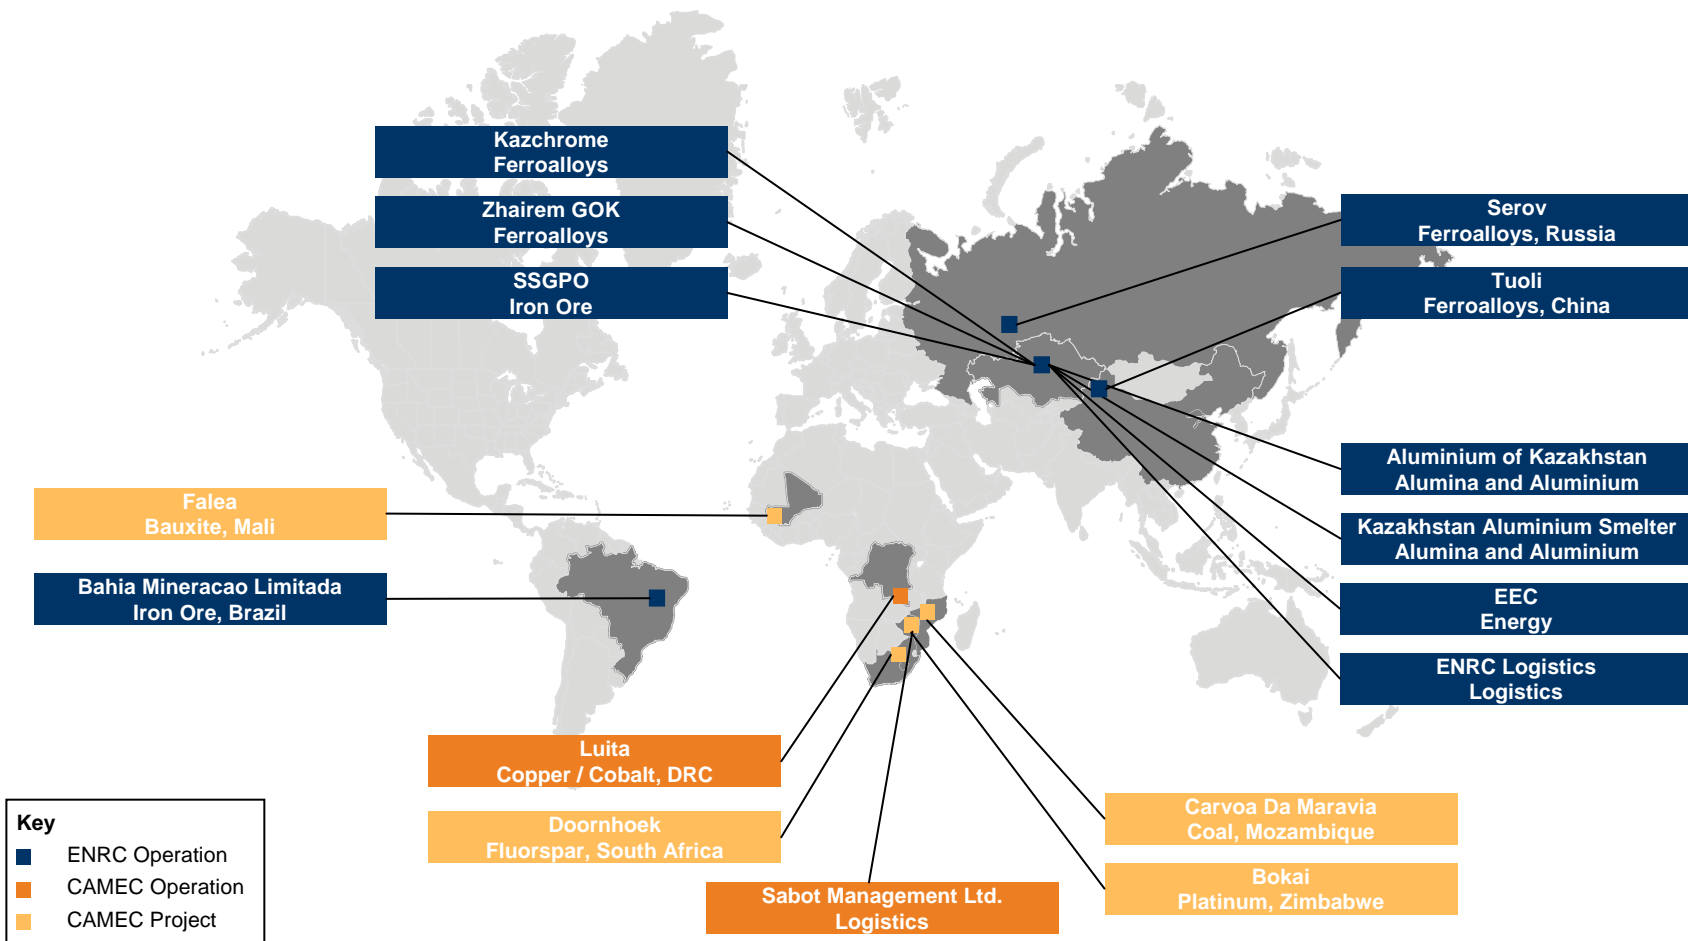 Kazchrome
Ferroalloys
Zhairem GOK
Ferroalloys
SSGPO
Iron Ore
Serov
Ferroalloys, Russia
Tuoli
Ferroalloys, China
Aluminium of Kazakhstan
Alumina and Aluminium
Kazakhstan Aluminium Smelter
Alumina and Aluminium
EEC
Energy
ENRC Logistics
Logistics
Falea
Bauxite, Mali
Bahia Mineracao Limitada
Iron Ore, Brazil
Luita
Copper / Cobalt, DRC
Doornhoek
Fluorspar, South Africa
Sabot Management Ltd.
Logistics
Carvoa Da Maravia
Coal, Mozambique
Bokai
Platinum, Zimbabwe
Key
ENRC Operation
CAMEC Operation
CAMEC Project